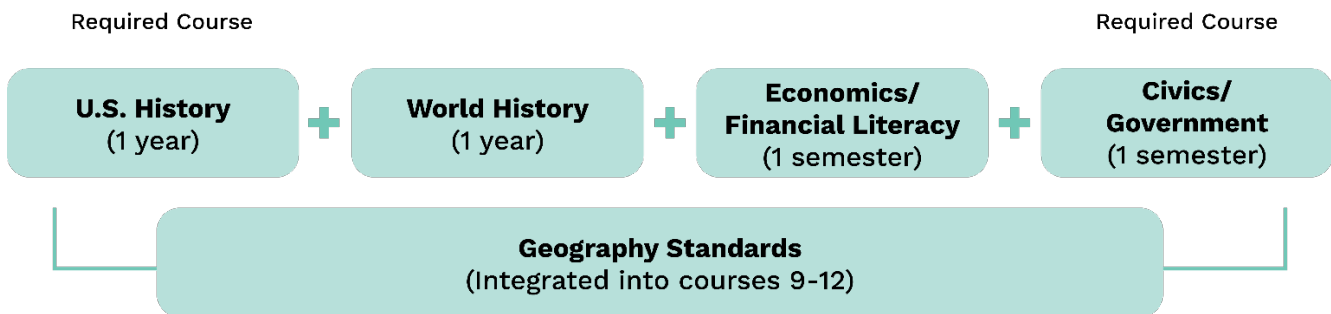 Required Course
Required Course
U.S. History
(1 year)
World History
(1 year)
Economics/
Financial Literacy
(1 semester)
Civics/
Government
(1 semester)
Geography Standards
(Integrated into courses 9-12)